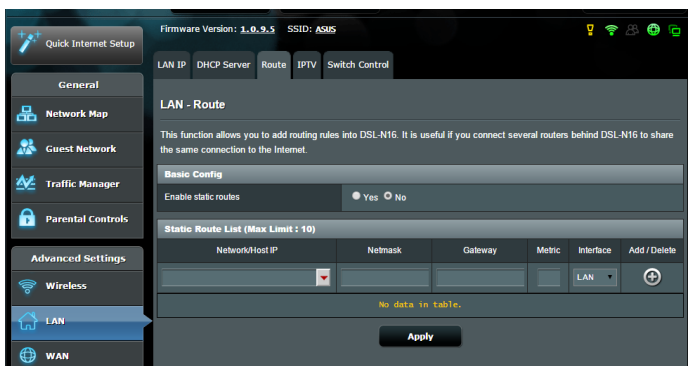 Firmware Version: 1.0.9.5 SSID: ASUS
Quick Internet Setup
General
Network Map
Guest Network
Traffic Manager
Parental Controls
Advanced Settings
Wireless
LAN
WAN
LAN IP DHCP Server Route IPTV Switch Control
LAN - Route
This function allows you to add routing rules into DSL-N16. It is useful if you connect several routers behind DSL-N16 to share
the same connection to the Internet.
Basic Config
Enable static routes Yes No
Static Route List (Max Limit : 10)
Network/Host IP Netmask Gateway Metric Interface Add / Delete
LAN
No data in table.
Apply